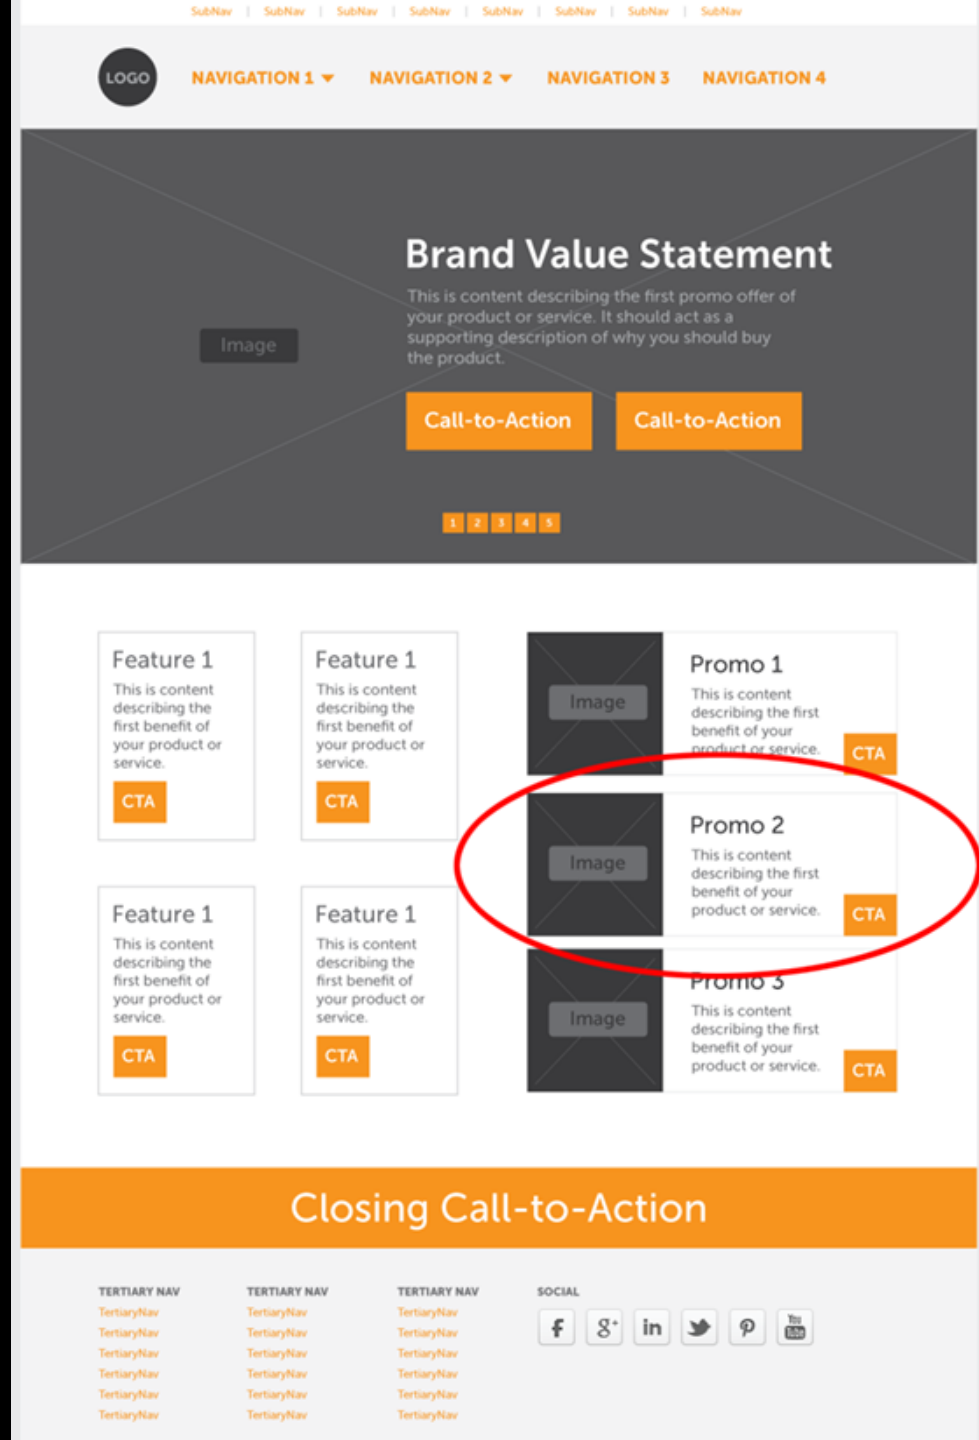 SubNav | SubNav | SubNav | SubNav | SubNav | SubNav | SubNav | SubNav
LOGO
NAVIGATION 1 NAVIGATION 2 NAVIGATION 3 NAVIGATION 4
Brand Value Statement
This is content describing the first promo offer of
your product or service. It should act as a
supporting description of why you should buy
the product.
Image
Call-to-Action Call-to-Action
1 2 3 4 5
Feature 1
This is content
describing the
first benefit of
your product or
service.
CTA
Feature 1
This is content
describing the
first benefit of
your product or
service.
CTA
Image
Promo 1
This is content
describing the first
benefit of your
product or service.
CTA
Image
Promo 2
This is content
describing the first
benefit of your
product or service.
CTA
Feature 1
This is content
describing the
first benefit of
your product or
service.
CTA
Feature 1
This is content
describing the
first benefit of
your product or
service.
CTA
Image
Promo 3
This is content
describing the first
benefit of your
product or service.
CTA
Closing Call-to-Action
TERTIARY NAV
TertiaryNav
TertiaryNav
TertiaryNav
TertiaryNav
TertiaryNav
TertiaryNav
TERTIARY NAV
TertiaryNav
TertiaryNav
TertiaryNav
TertiaryNav
TertiaryNav
TertiaryNav
TERTIARY NAV
TertiaryNav
TertiaryNav
TertiaryNav
TertiaryNav
TertiaryNav
TertiaryNav
SOCIAL
f g+ in You Tube